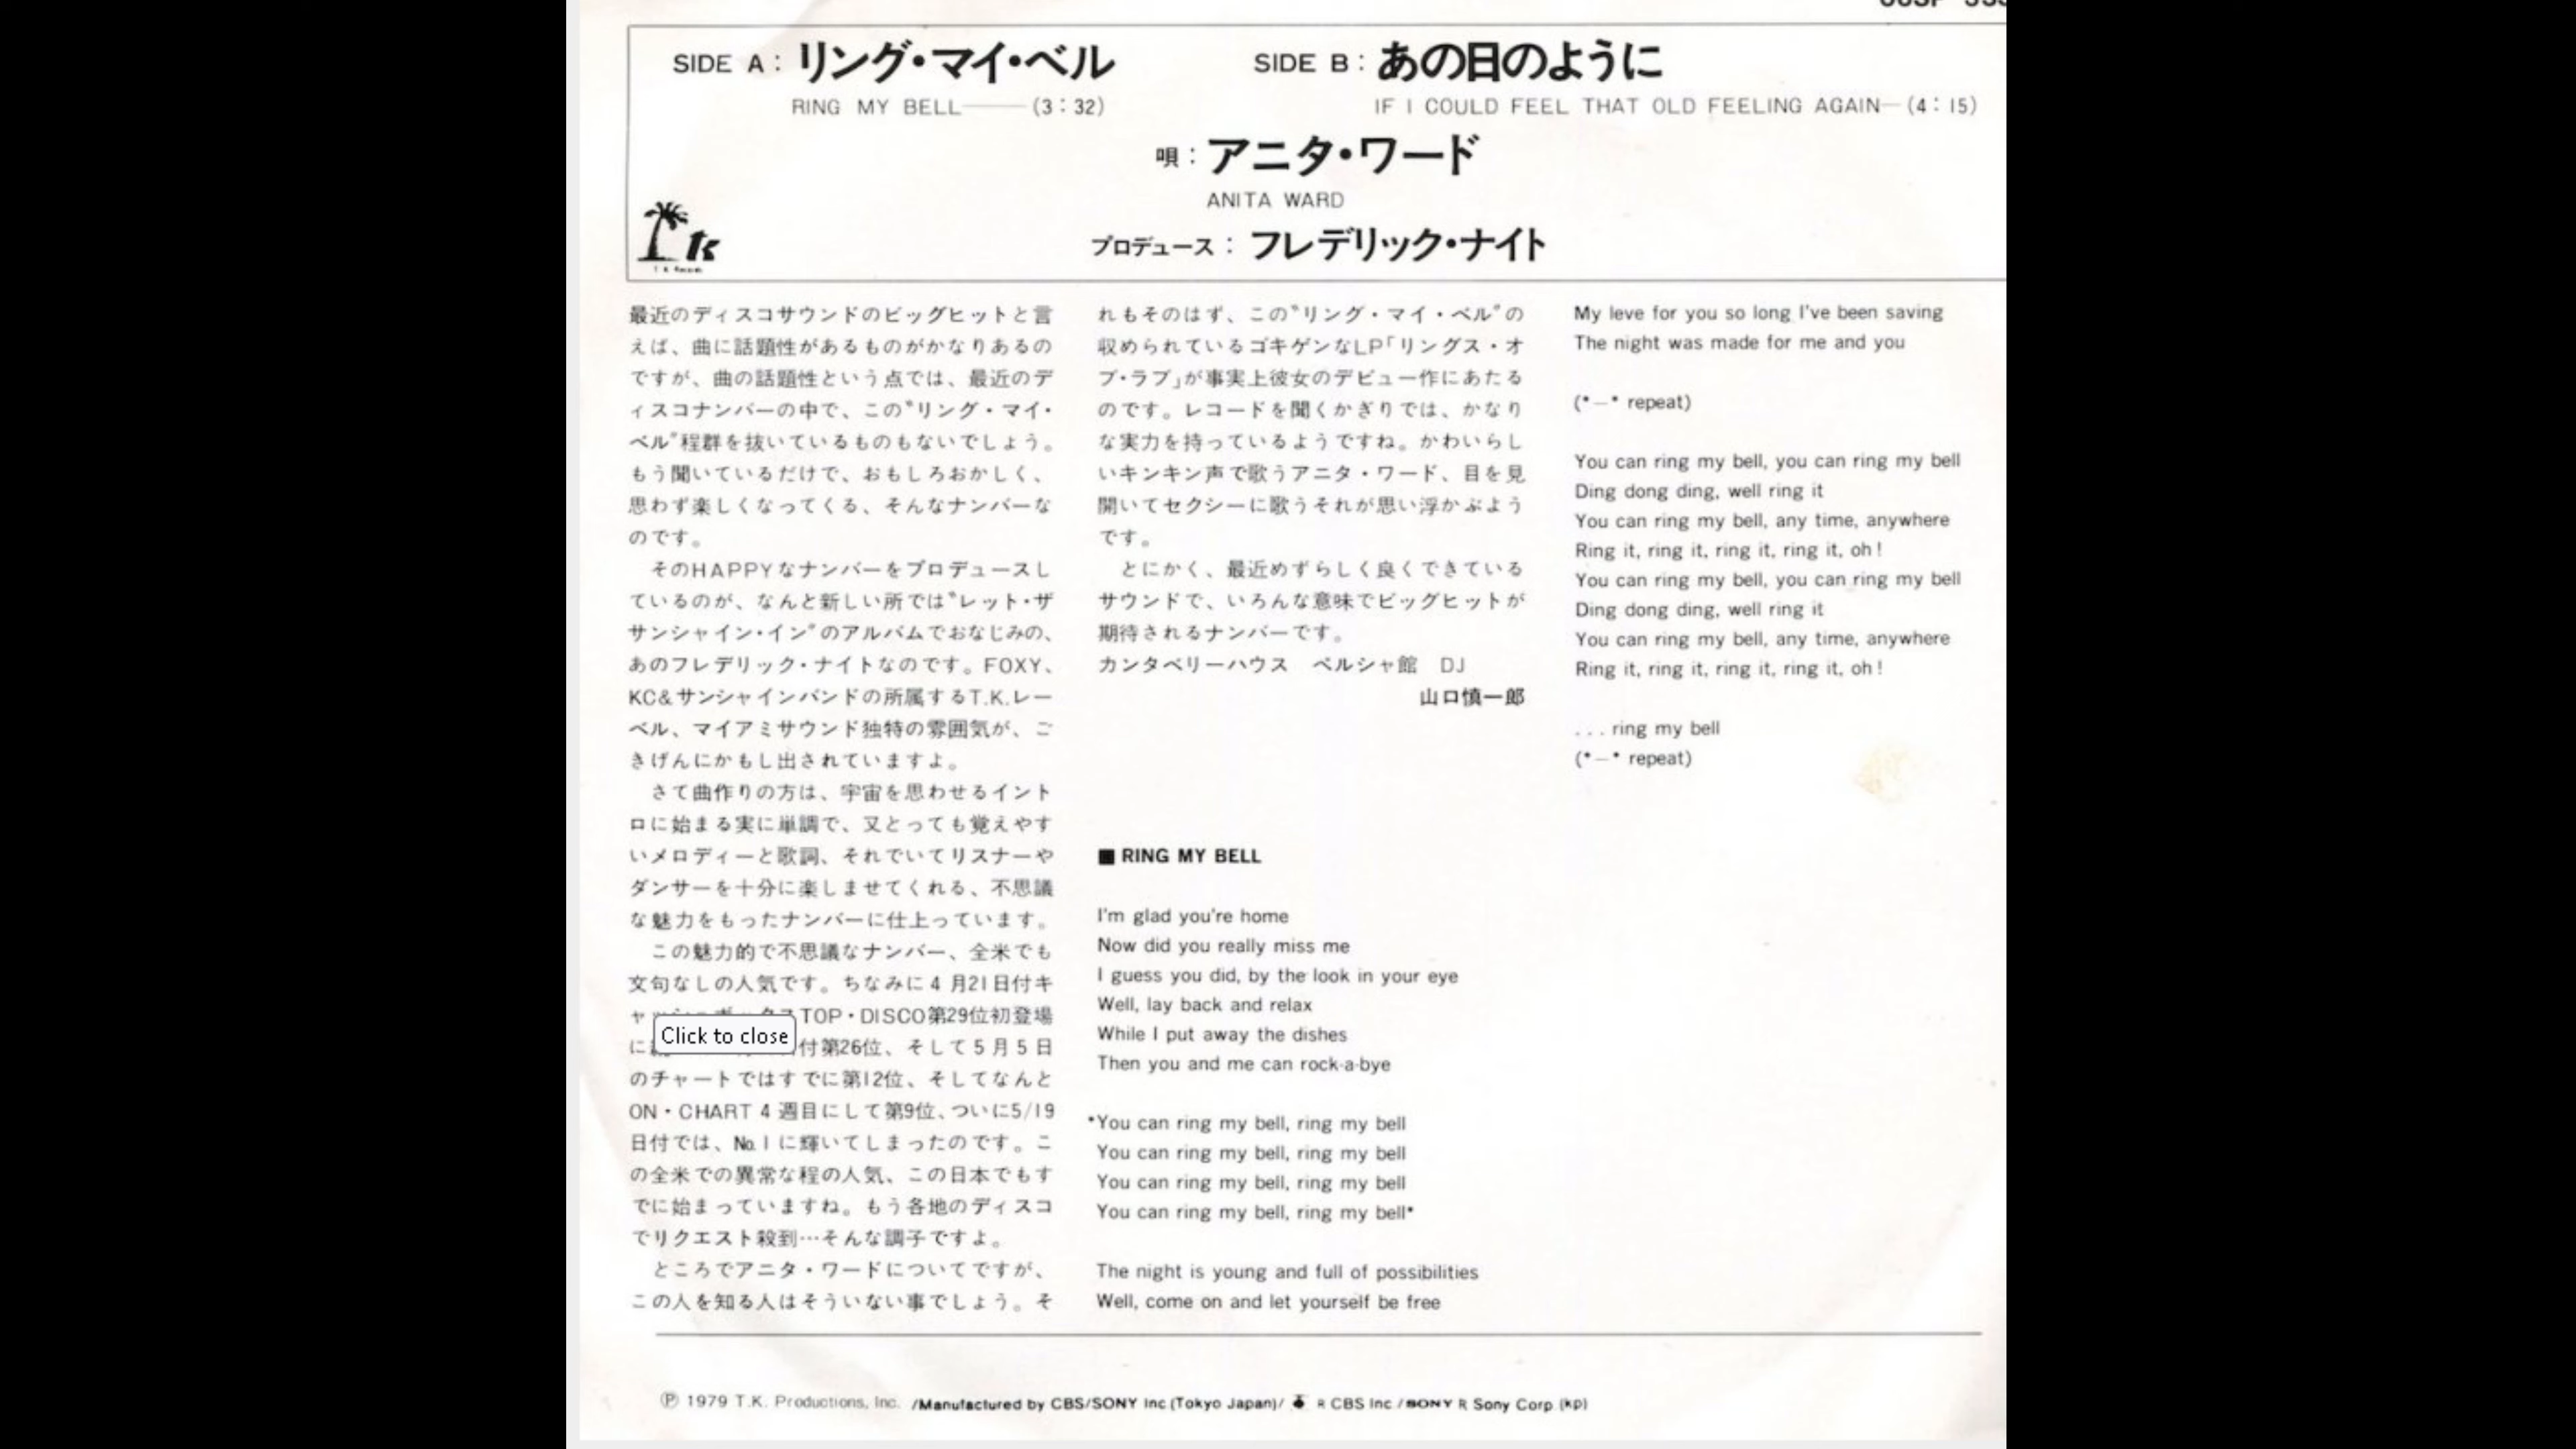 SIDE A : リング・マイ・ベル
RING MY BELL——(3:32)
SIDE B : あの日のように
IF I COULD FEEL THAT OLD FEELING AGAIN—(4:15)
唄 : アニタ・ワード
ANITA WARD
プロデュース : フレデリック・ナイト
最近のディスコサウンドのビッグヒットと言
えば、曲に話題性があるものがかなりあるの
ですが、曲の話題性という点では、最近のデ
ィスコナンバーの中で、この"リング・マイ・
ベル"程群を抜いているものもないでしょう。
もう聞いているだけで、おもしろおかしく、
思わず楽しくなってくる、そんなナンバーな
のです。
そのHAPPYなナンバーをプロデュースし
ているのが、なんと新しい所では"レット・ザ
サンシャイン・イン"のアルバムでおなじみの、
あのフレデリック・ナイトなのです。FOXY、
KC&サンシャインバンドの所属するT.K.レー
ベル、マイアミサウンド独特の雰囲気が、ご
きげんにかもし出されていますよ。
さて曲作りの方は、宇宙を思わせるイント
ロに始まる実に単調で、又とっても覚えやす
いメロディーと歌詞、それでいてリスナーや
ダンサーを十分に楽しませてくれる、不思議
な魅力をもったナンバーに仕上っています。
この魅力的で不思議なナンバー、全米でも
文句なしの人気です。ちなみに4月21日付キ
TOP・DISCO第29位初登場
Click to close
に 付第26位、そして5月5日
のチャートではすでに第12位、そしてなんと
ON・CHART 4週目にして第9位、ついに5/19
日付では、No.1に輝いてしまったのです。こ
の全米での異常な程の人気、この日本でもす
でに始まっていますね。もう各地のディスコ
でリクエスト殺到…そんな調子ですよ。
ところでアニタ・ワードについてですが、
この人を知る人はそういない事でしょう。そ
れもそのはず、この"リング・マイ・ベル"の
収められているゴキゲンなLP「リングス・オ
ブ・ラブ」が事実上彼女のデビュー作にあたる
のです。レコードを聞くかぎりでは、かなり
な実力を持っているようですね。かわいらし
いキンキン声で歌うアニタ・ワード、目を見
開いてセクシーに歌うそれが思い浮かぶよう
です。
とにかく、最近めずらしく良くできている
サウンドで、いろんな意味でビッグヒットが
期待されるナンバーです。
カンタベリーハウス ペルシャ館 DJ
山口慎一郎
■ RING MY BELL
I'm glad you're home
Now did you really miss me
I guess you did, by the look in your eye
Well, lay back and relax
While I put away the dishes
Then you and me can rock-a-bye
*You can ring my bell, ring my bell
You can ring my bell, ring my bell
You can ring my bell, ring my bell
You can ring my bell, ring my bell*
The night is young and full of possibilities
Well, come on and let yourself be free
My leve for you so long I've been saving
The night was made for me and you
(*—* repeat)
You can ring my bell, you can ring my bell
Ding dong ding, well ring it
You can ring my bell, any time, anywhere
Ring it, ring it, ring it, ring it, oh!
You can ring my bell, you can ring my bell
Ding dong ding, well ring it
You can ring my bell, any time, anywhere
Ring it, ring it, ring it, ring it, oh!
...ring my bell
(*—* repeat)
Ⓟ 1979 T.K. Productions, Inc. /Manufactured by CBS/SONY Inc (Tokyo Japan)/ R CBS Inc / SONY R Sony Corp (kp)